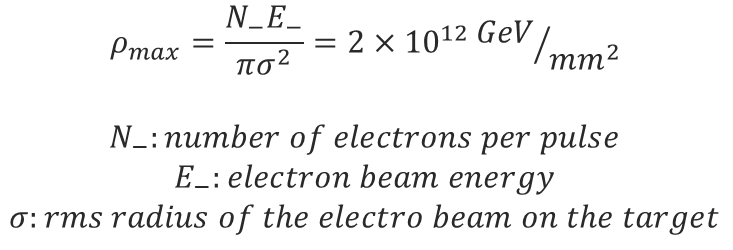 ρ_max = N_E_ / πσ² = 2 × 10¹² GeV/mm²
N_: number of electrons per pulse
E_: electron beam energy
σ: rms radius of the electro beam on the target